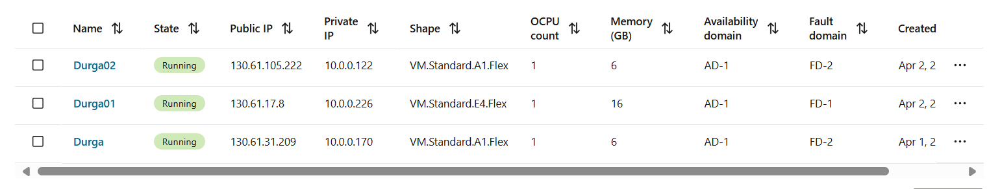 Name State Public IP Private IP Shape OCPU count Memory (GB) Availability domain Fault domain Created
Durga02 Running 130.61.105.222 10.0.0.122 VM.Standard.A1.Flex 1 6 AD-1 FD-2 Apr 2, 2
Durga01 Running 130.61.17.8 10.0.0.226 VM.Standard.E4.Flex 1 16 AD-1 FD-1 Apr 2, 2
Durga Running 130.61.31.209 10.0.0.170 VM.Standard.A1.Flex 1 6 AD-1 FD-2 Apr 1, 2